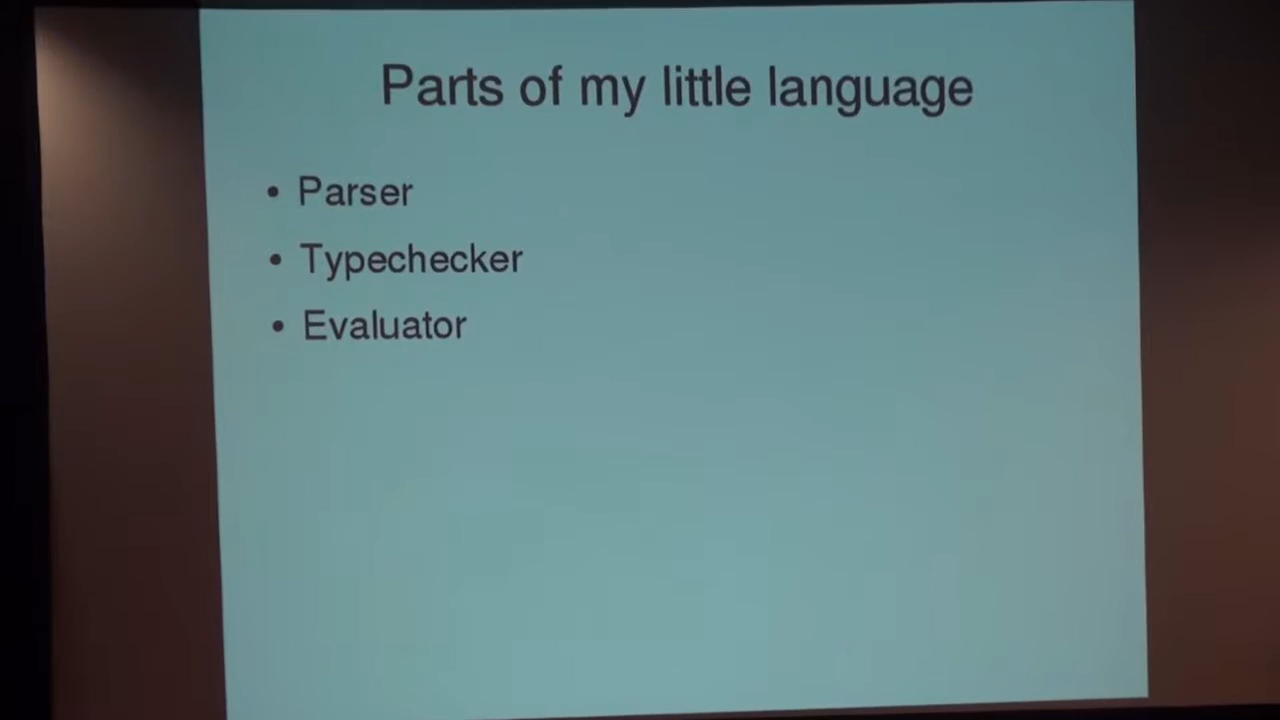 Parts of my little language
• Parser
• Typechecker
• Evaluator